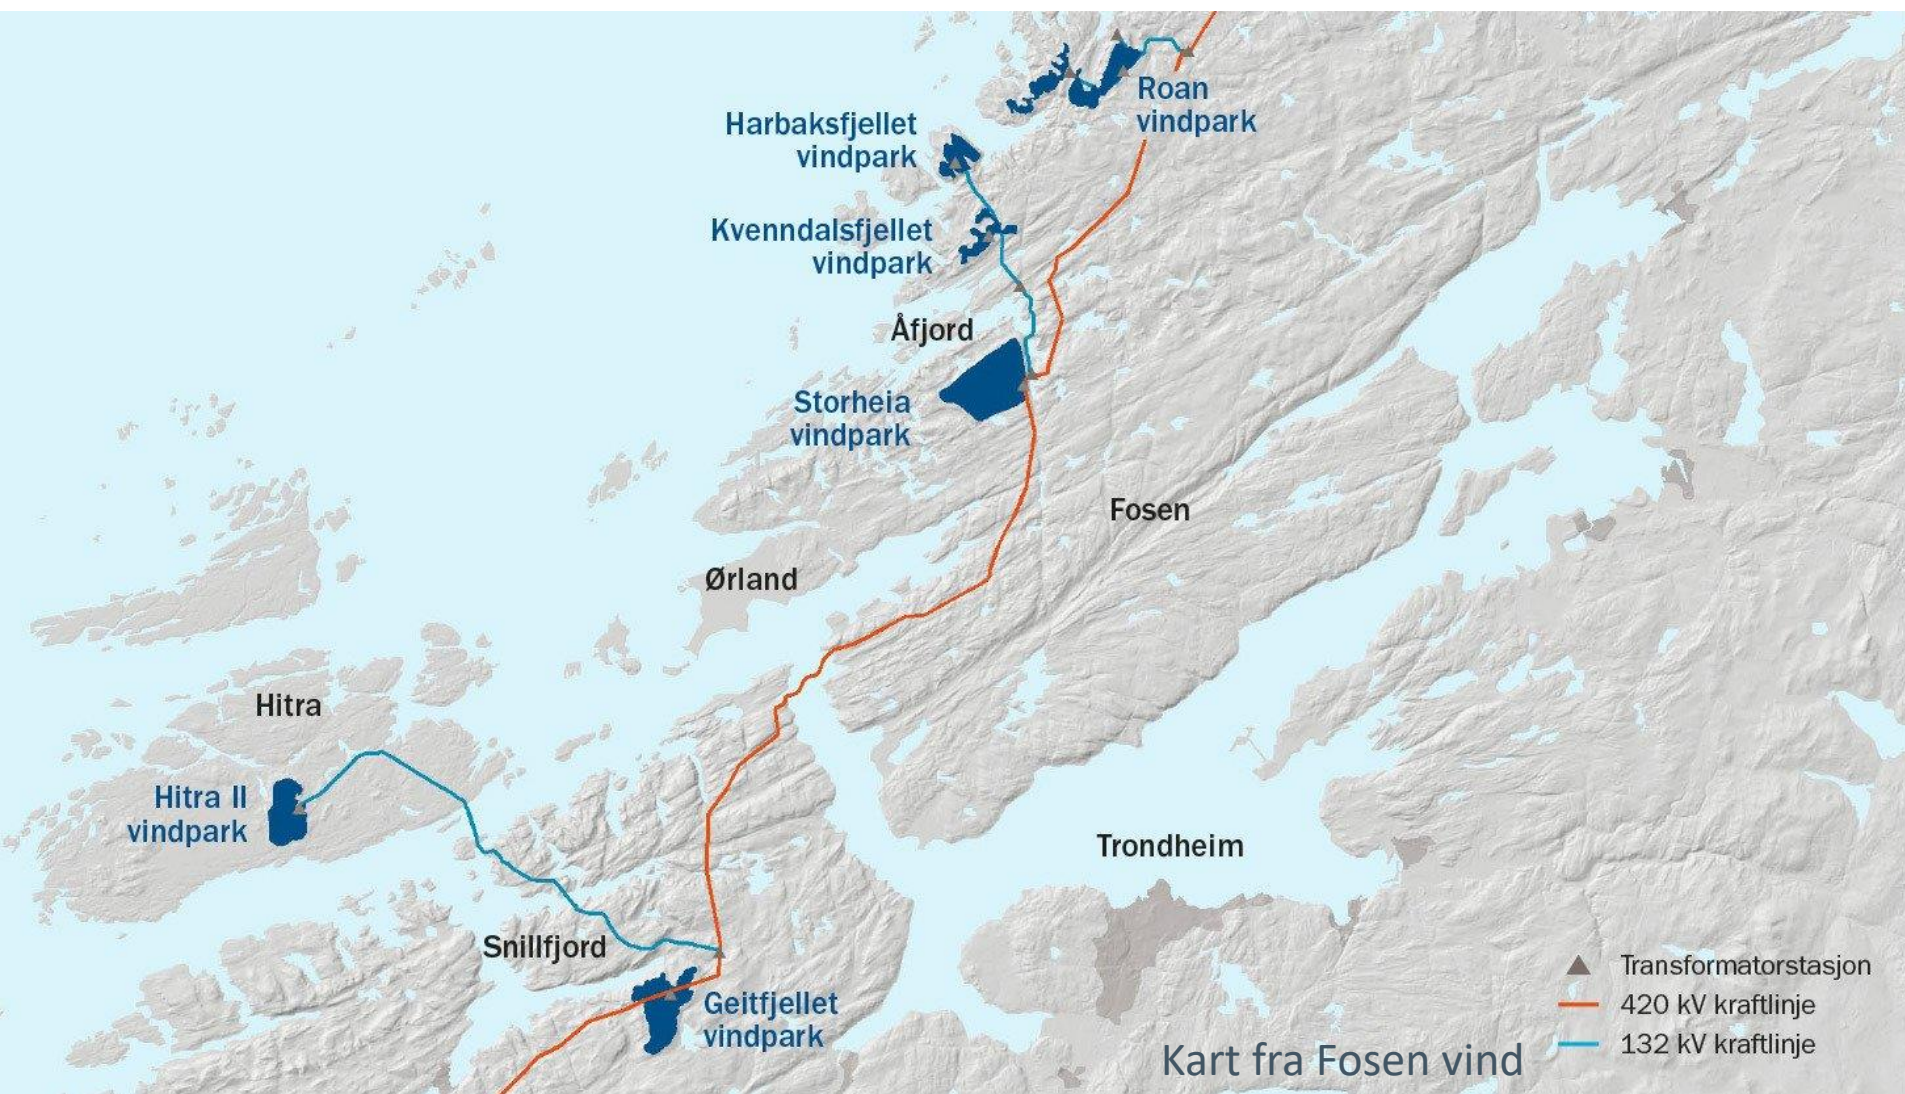 Roan
vindpark
Harbaksfjellet
vindpark
Kvenndalsfjellet
vindpark
Åfjord
Storheia
vindpark
Fosen
Ørland
Hitra
Hitra II
vindpark
Trondheim
Snillfjord
Geitfjellet
vindpark
Transformatorstasjon
420 kV kraftlinje
132 kV kraftlinje
Kart fra Fosen vind